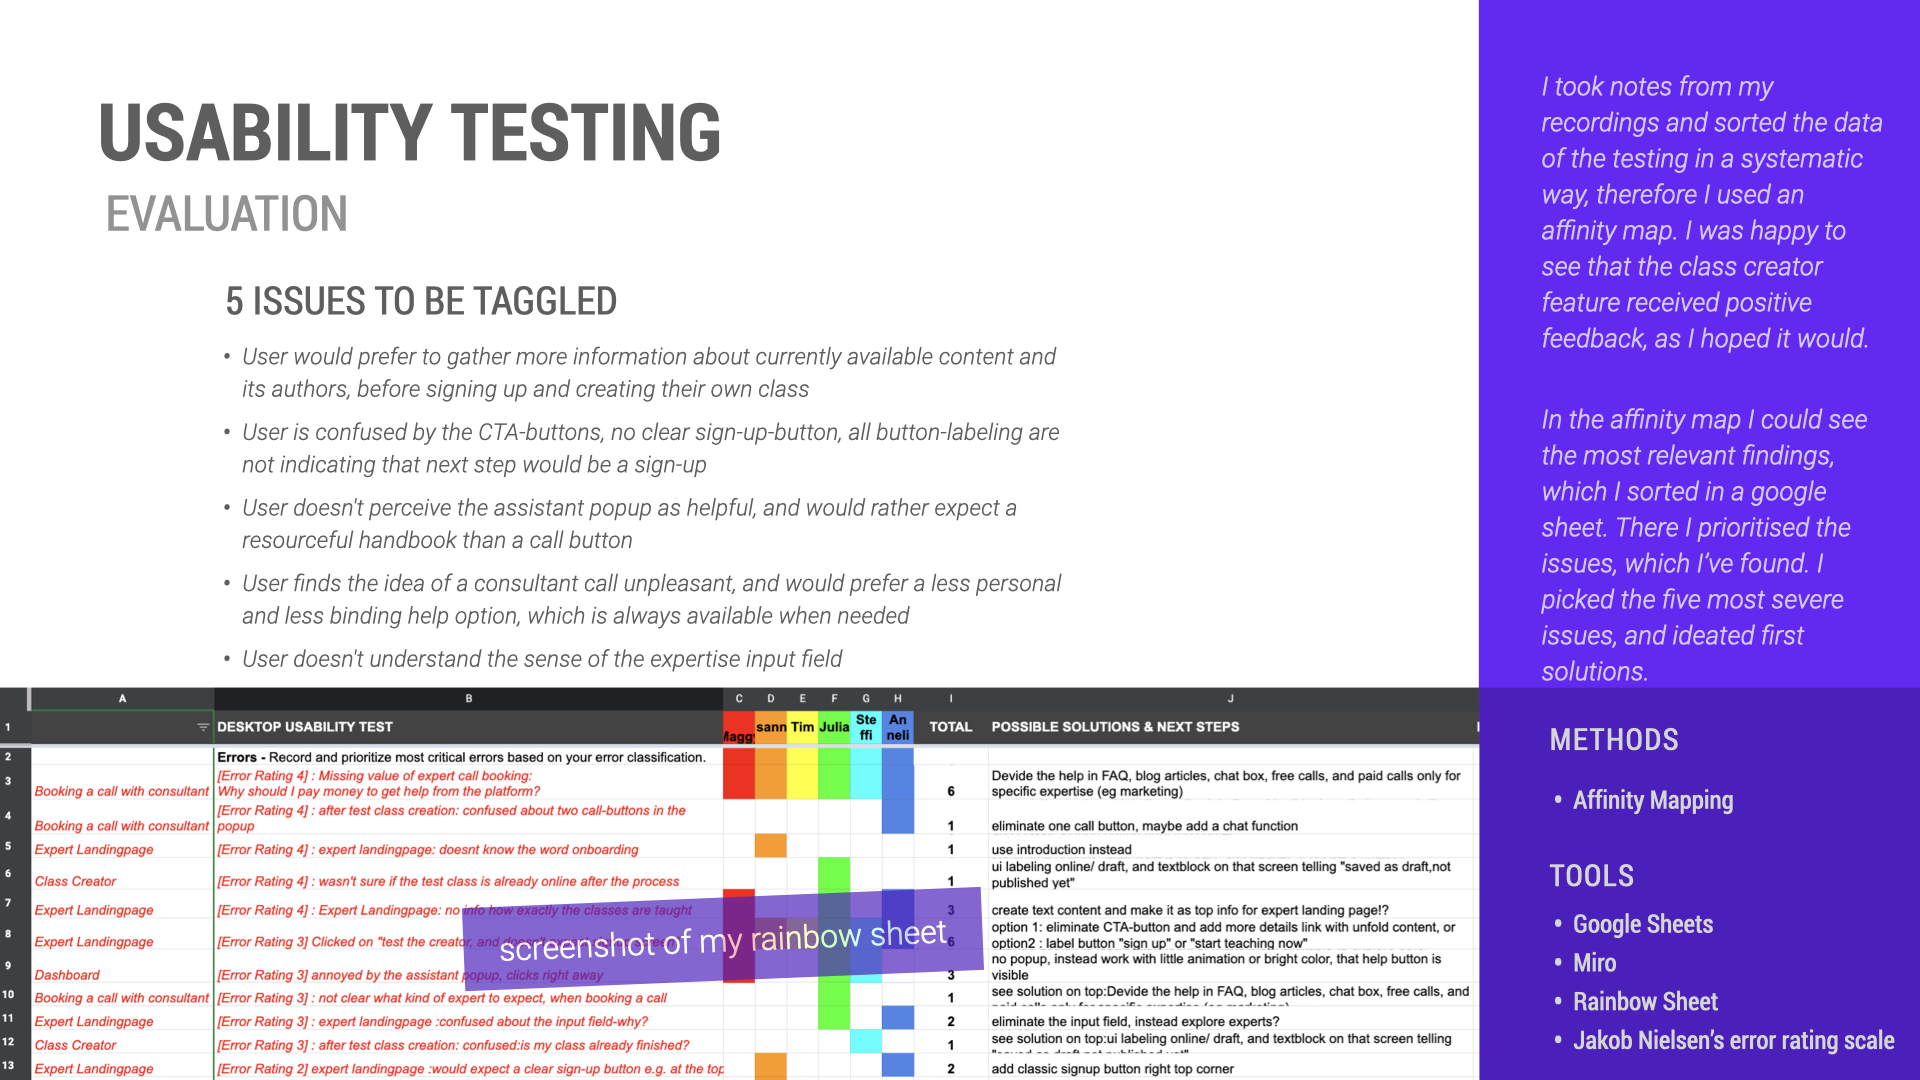 USABILITY TESTING
EVALUATION
5 ISSUES TO BE TAGGLED
• User would prefer to gather more information about currently available content and
its authors, before signing up and creating their own class
• User is confused by the CTA-buttons, no clear sign-up-button, all button-labeling are
not indicating that next step would be a sign-up
• User doesn't perceive the assistant popup as helpful, and would rather expect a
resourceful handbook than a call button
• User finds the idea of a consultant call unpleasant, and would prefer a less personal
and less binding help option, which is always available when needed
• User doesn't understand the sense of the expertise input field
I took notes from my
recordings and sorted the data
of the testing in a systematic
way, therefore I used an
affinity map. I was happy to
see that the class creator
feature received positive
feedback, as I hoped it would.
In the affinity map I could see
the most relevant findings,
which I sorted in a google
sheet. There I prioritised the
issues, which I've found. I
picked the five most severe
issues, and ideated first
solutions.
METHODS
• Affinity Mapping
TOOLS
• Google Sheets
• Miro
• Rainbow Sheet
• Jakob Nielsen's error rating scale
A B C D E F G H I J
1 DESKTOP USABILITY TEST Maggy sann Tim Julia Ste ffi An neli TOTAL POSSIBLE SOLUTIONS & NEXT STEPS
2 Errors - Record and prioritize most critical errors based on your error classification.
3 Booking a call with consultant [Error Rating 4] : Missing value of expert call booking:
Why should I pay money to get help from the platform? 6 Devide the help in FAQ, blog articles, chat box, free calls, and paid calls only for
specific expertise (eg marketing)
4 Booking a call with consultant [Error Rating 4] : after test class creation: confused about two call-buttons in the
popup 1 eliminate one call button, maybe add a chat function
5 Expert Landingpage [Error Rating 4] : expert landingpage: doesnt know the word onboarding 1 use introduction instead
6 Class Creator [Error Rating 4] : wasn't sure if the test class is already online after the process 1 ui labeling online/ draft, and textblock on that screen telling "saved as draft,not
published yet"
7 Expert Landingpage [Error Rating 4] : Expert Landingpage: no info how exactly the classes are taught 3 create text content and make it as top info for expert landing page!?
8 Expert Landingpage [Error Rating 3] Clicked on "test the creator, and 6 option 1: eliminate CTA-button and add more details link with unfold content, or
option2 : label button "sign up" or "start teaching now"
9 Dashboard [Error Rating 3] annoyed by the assistant popup, clicks right away 3 no popup, instead work with little animation or bright color, that help button is
visible
10 Booking a call with consultant [Error Rating 3] : not clear what kind of expert to expect, when booking a call 1 see solution on top:Devide the help in FAQ, blog articles, chat box, free calls, and
11 Expert Landingpage [Error Rating 3] : expert landingpage :confused about the input field-why? 2 eliminate the input field, instead explore experts?
12 Class Creator [Error Rating 3] : after test class creation: confused:is my class already finished? 1 see solution on top:ui labeling online/ draft, and textblock on that screen telling
13 Expert Landingpage [Error Rating 2] expert landingpage :would expect a clear sign-up button e.g. at the top 2 add classic signup button right top corner
screenshot of my rainbow sheet